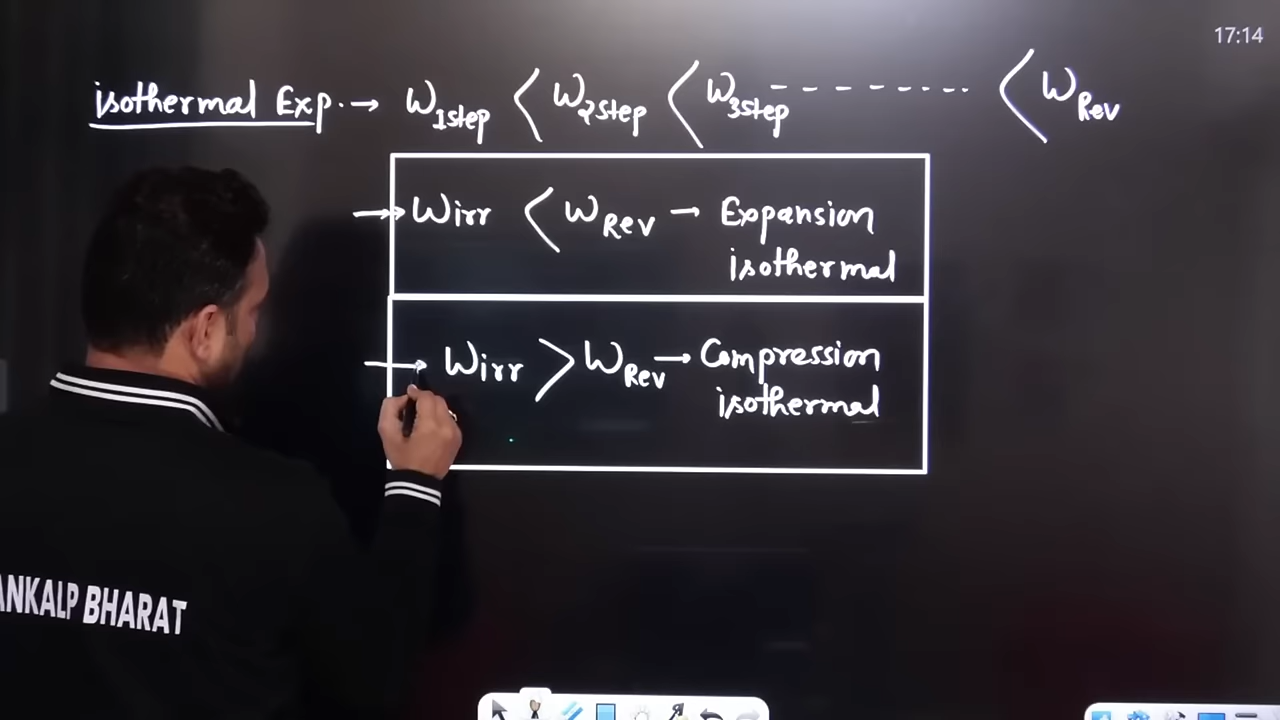 17:14
isothermal Exp. → W1step < W2step < W3step - - - - - - - < WRev
→ Wirr < WRev → Expansion
isothermal
→ Wirr > WRev → Compression
isothermal
ANKALP BHARAT